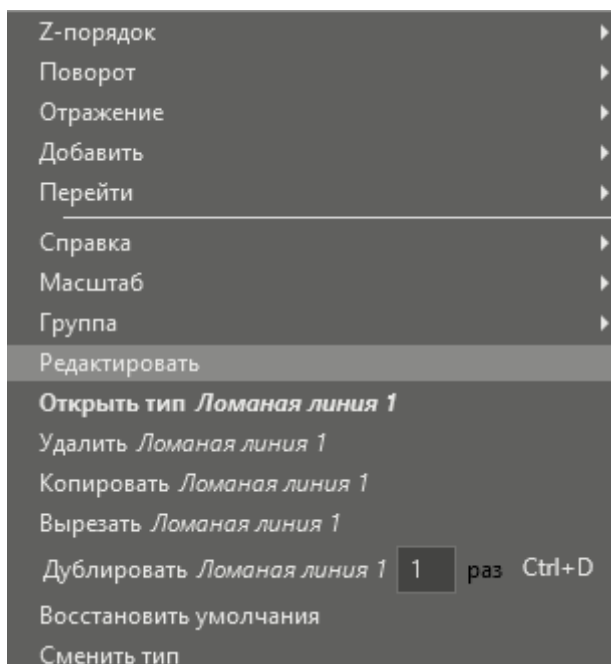 Z-порядок
Поворот
Отражение
Добавить
Перейти
Справка
Масштаб
Группа
Редактировать
Открыть тип Ломаная линия 1
Удалить Ломаная линия 1
Копировать Ломаная линия 1
Вырезать Ломаная линия 1
Дублировать Ломаная линия 1 1 раз Ctrl+D
Восстановить умолчания
Сменить тип